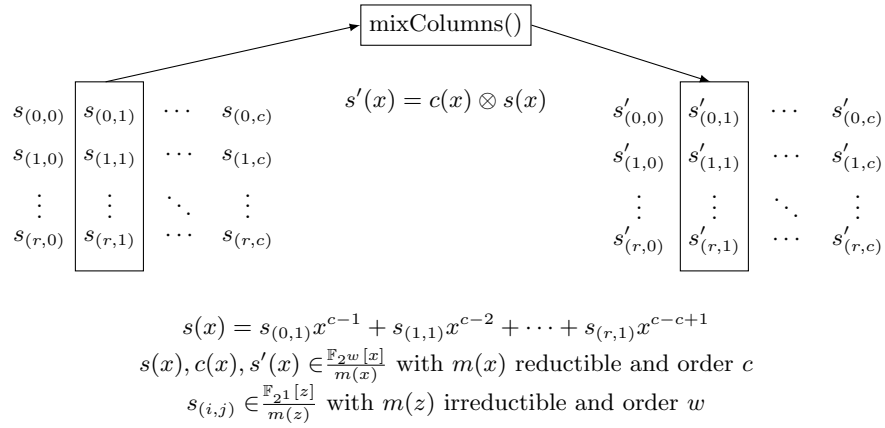 mixColumns()
s′(x) = c(x) ⊗ s(x)
s(0,0) s(0,1) ⋯ s(0,c) s′(0,0) s′(0,1) ⋯ s′(0,c)
s(1,0) s(1,1) ⋯ s(1,c) s′(1,0) s′(1,1) ⋯ s′(1,c)
⋮ ⋮ ⋱ ⋮ ⋮ ⋮ ⋱ ⋮
s(r,0) s(r,1) ⋯ s(r,c) s′(r,0) s′(r,1) ⋯ s′(r,c)
s(x) = s(0,1)x^{c−1} + s(1,1)x^{c−2} + ⋯ + s(r,1)x^{c−c+1}
s(x), c(x), s′(x) ∈ 𝔽_{2^w}[x]/m(x) with m(x) reductible and order c
s(i,j) ∈ 𝔽_{2^1}[z]/m(z) with m(z) irreductible and order w